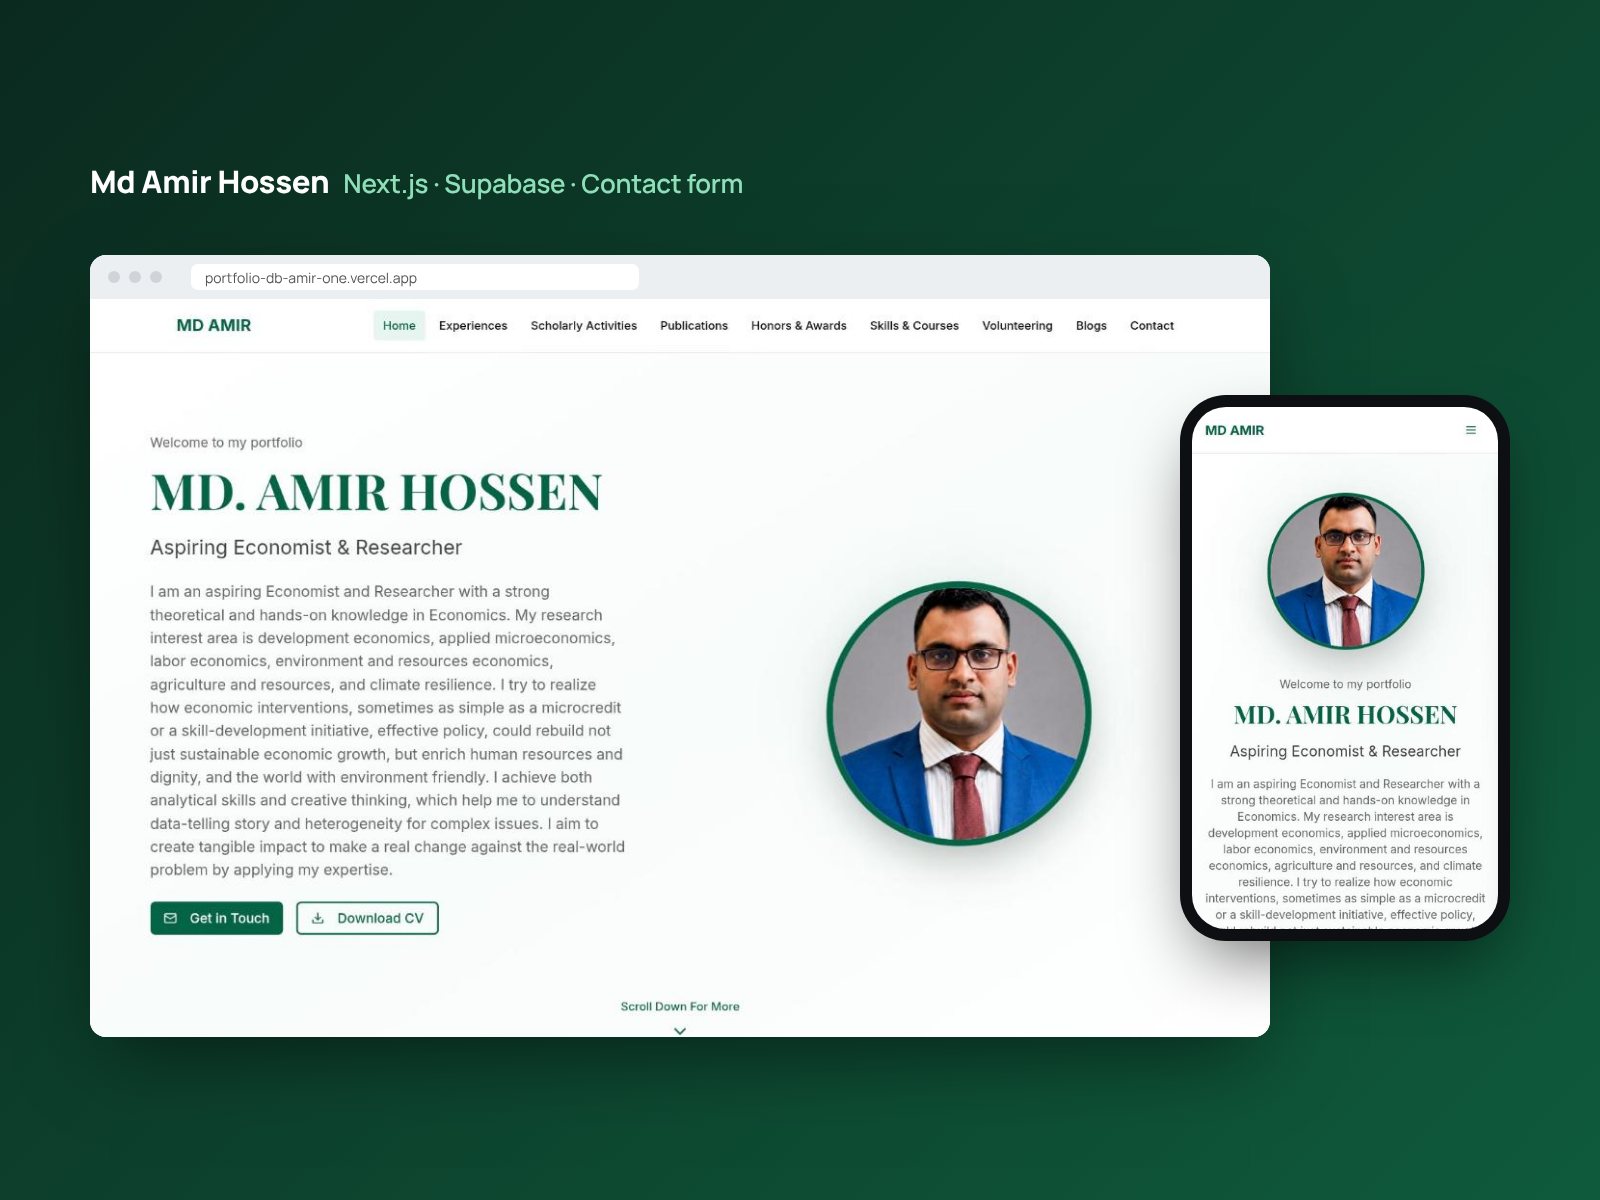 Md Amir Hossen Next.js · Supabase · Contact form
portfolio-db-amir-one.vercel.app
MD AMIR Home Experiences Scholarly Activities Publications Honors & Awards Skills & Courses Volunteering Blogs Contact
Welcome to my portfolio
MD. AMIR HOSSEN
Aspiring Economist & Researcher
I am an aspiring Economist and Researcher with a strong
theoretical and hands-on knowledge in Economics. My research
interest area is development economics, applied microeconomics,
labor economics, environment and resources economics,
agriculture and resources, and climate resilience. I try to realize
how economic interventions, sometimes as simple as a microcredit
or a skill-development initiative, effective policy, could rebuild not
just sustainable economic growth, but enrich human resources and
dignity, and the world with environment friendly. I achieve both
analytical skills and creative thinking, which help me to understand
data-telling story and heterogeneity for complex issues. I aim to
create tangible impact to make a real change against the real-world
problem by applying my expertise.
Get in Touch Download CV
Scroll Down For More
MD AMIR
Welcome to my portfolio
MD. AMIR HOSSEN
Aspiring Economist & Researcher
I am an aspiring Economist and Researcher with a
strong theoretical and hands-on knowledge in
Economics. My research interest area is
development economics, applied microeconomics,
labor economics, environment and resources
economics, agriculture and resources, and climate
resilience. I try to realize how economic
interventions, sometimes as simple as a microcredit
or a skill-development initiative, effective policy,